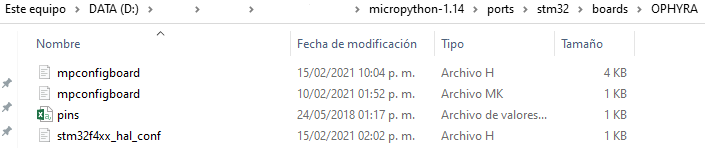 Este equipo > DATA (D:) > > > > micropython-1.14 > ports > stm32 > boards > OPHYRA
Nombre Fecha de modificación Tipo Tamaño
mpconfigboard 15/02/2021 10:04 p. m. Archivo H 4 KB
mpconfigboard 10/02/2021 01:52 p. m. Archivo MK 1 KB
pins 24/05/2018 01:17 p. m. Archivo de valores... 1 KB
stm32f4xx_hal_conf 15/02/2021 02:02 p. m. Archivo H 1 KB